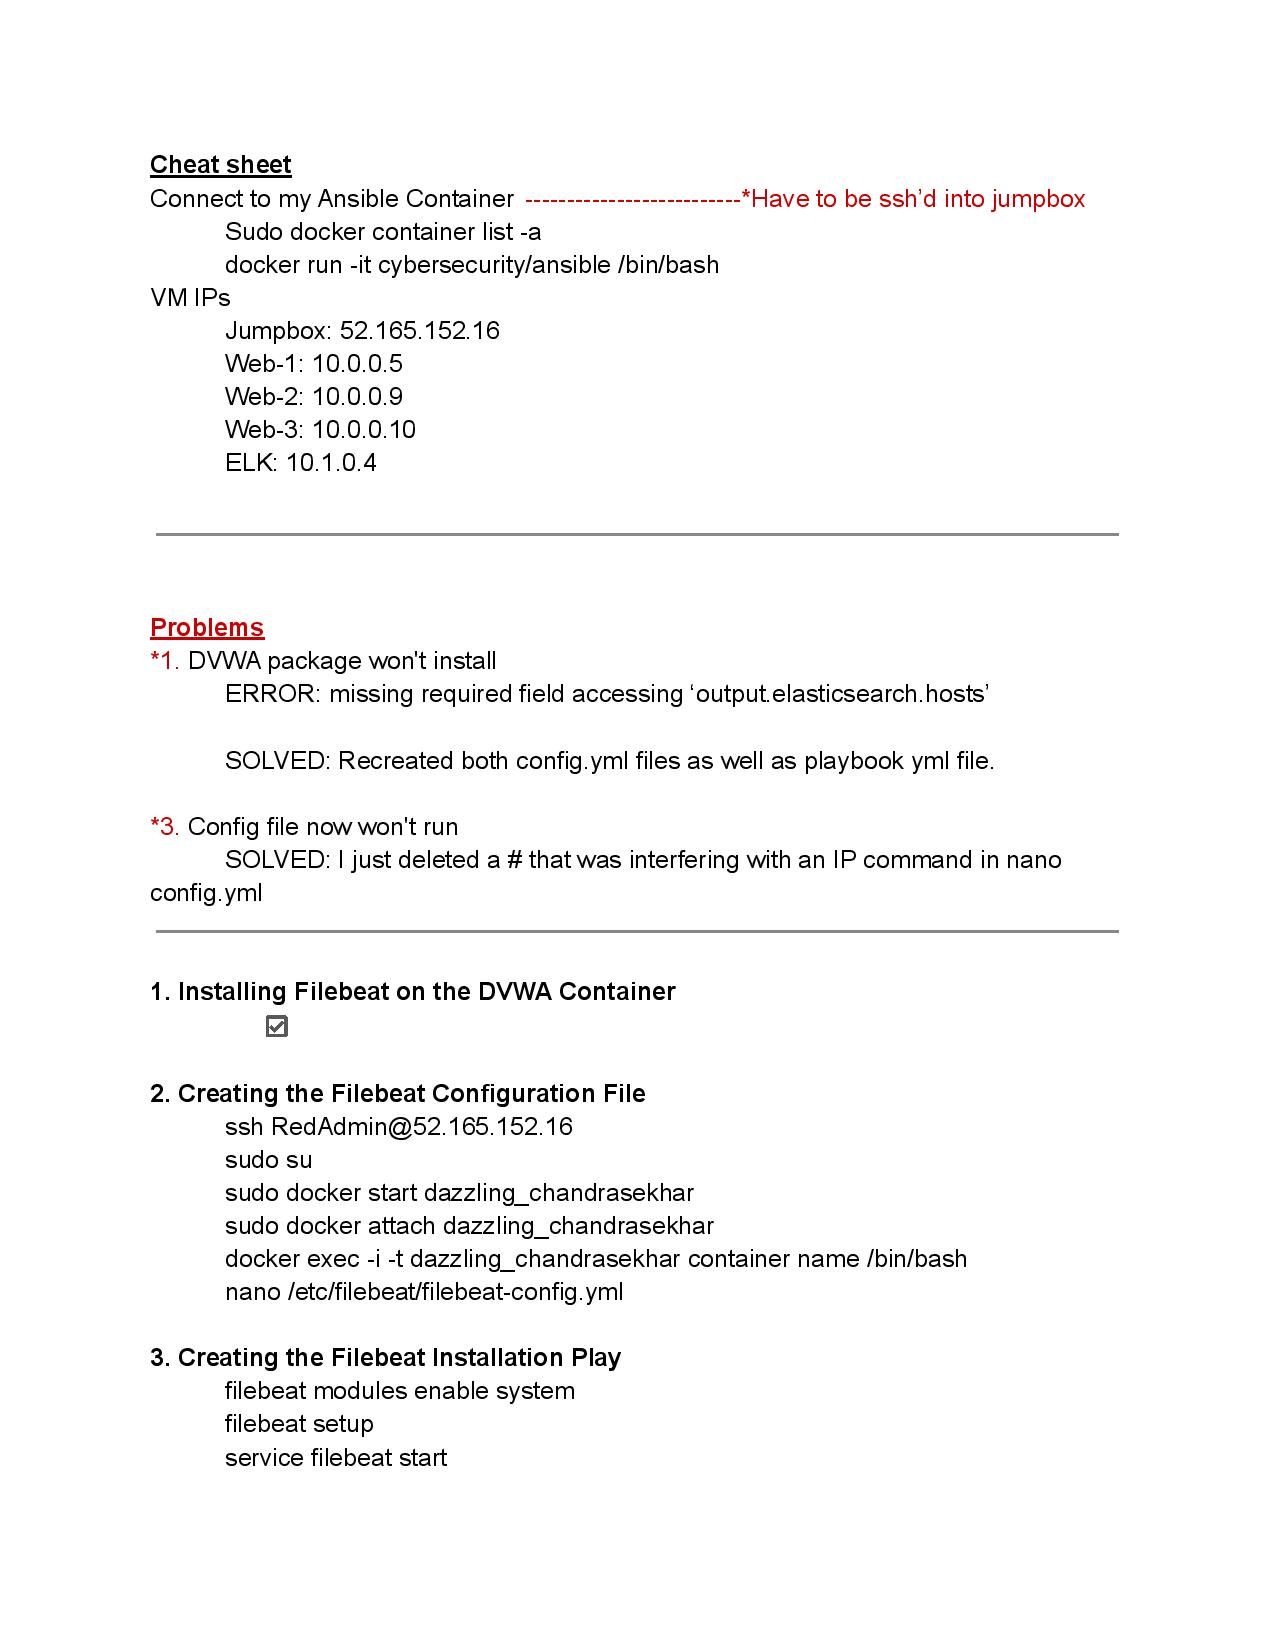 Cheat sheet
Connect to my Ansible Container --------------------------*Have to be ssh’d into jumpbox
Sudo docker container list -a
docker run -it cybersecurity/ansible /bin/bash
VM IPs
Jumpbox: 52.165.152.16
Web-1: 10.0.0.5
Web-2: 10.0.0.9
Web-3: 10.0.0.10
ELK: 10.1.0.4
Problems
*1. DVWA package won't install
ERROR: missing required field accessing ‘output.elasticsearch.hosts’
SOLVED: Recreated both config.yml files as well as playbook yml file.
*3. Config file now won't run
SOLVED: I just deleted a # that was interfering with an IP command in nano
config.yml
1. Installing Filebeat on the DVWA Container
2. Creating the Filebeat Configuration File
ssh RedAdmin@52.165.152.16
sudo su
sudo docker start dazzling_chandrasekhar
sudo docker attach dazzling_chandrasekhar
docker exec -i -t dazzling_chandrasekhar container name /bin/bash
nano /etc/filebeat/filebeat-config.yml
3. Creating the Filebeat Installation Play
filebeat modules enable system
filebeat setup
service filebeat start